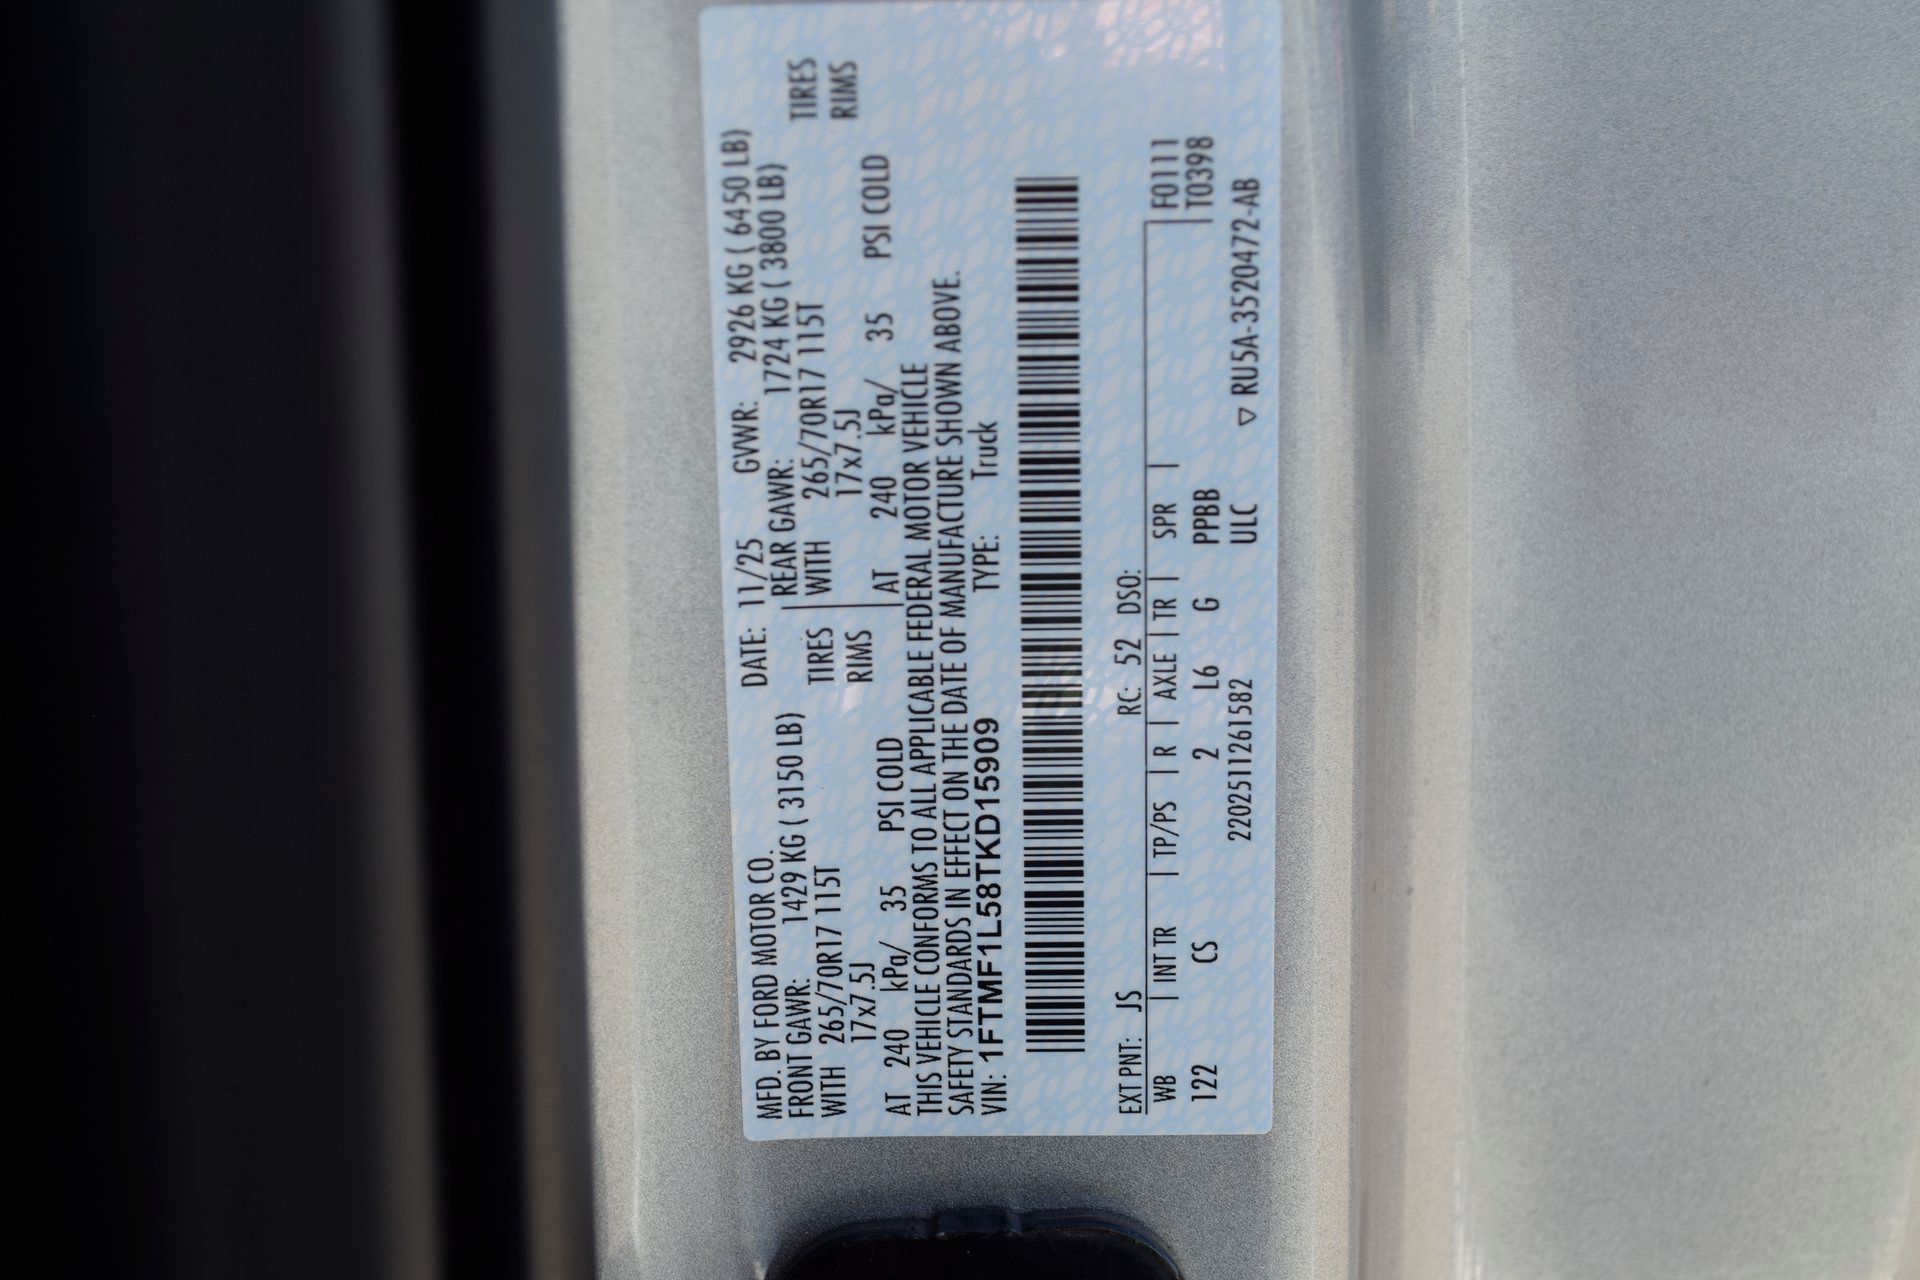 MFD. BY FORD MOTOR CO. DATE: 11/25 GVWR: 2926 KG ( 6450 LB)
FRONT GAWR: 1429 KG ( 3150 LB) REAR GAWR: 1724 KG ( 3800 LB)
WITH 265/70R17 115T TIRES WITH 265/70R17 115T TIRES
17x7.5J RIMS 17x7.5J RIMS
AT 240 kPa/ 35 PSI COLD AT 240 kPa/ 35 PSI COLD
THIS VEHICLE CONFORMS TO ALL APPLICABLE FEDERAL MOTOR VEHICLE
SAFETY STANDARDS IN EFFECT ON THE DATE OF MANUFACTURE SHOWN ABOVE.
VIN: 1FTMF1L58TKD15909 TYPE: Truck
EXT PNT: JS RC: 52 DSO: F0111
WB INT TR TP/PS R AXLE TR SPR T0398
122 CS 2 L6 G PPBB
2202511261582 ULC ▽ RU5A-3520472-AB